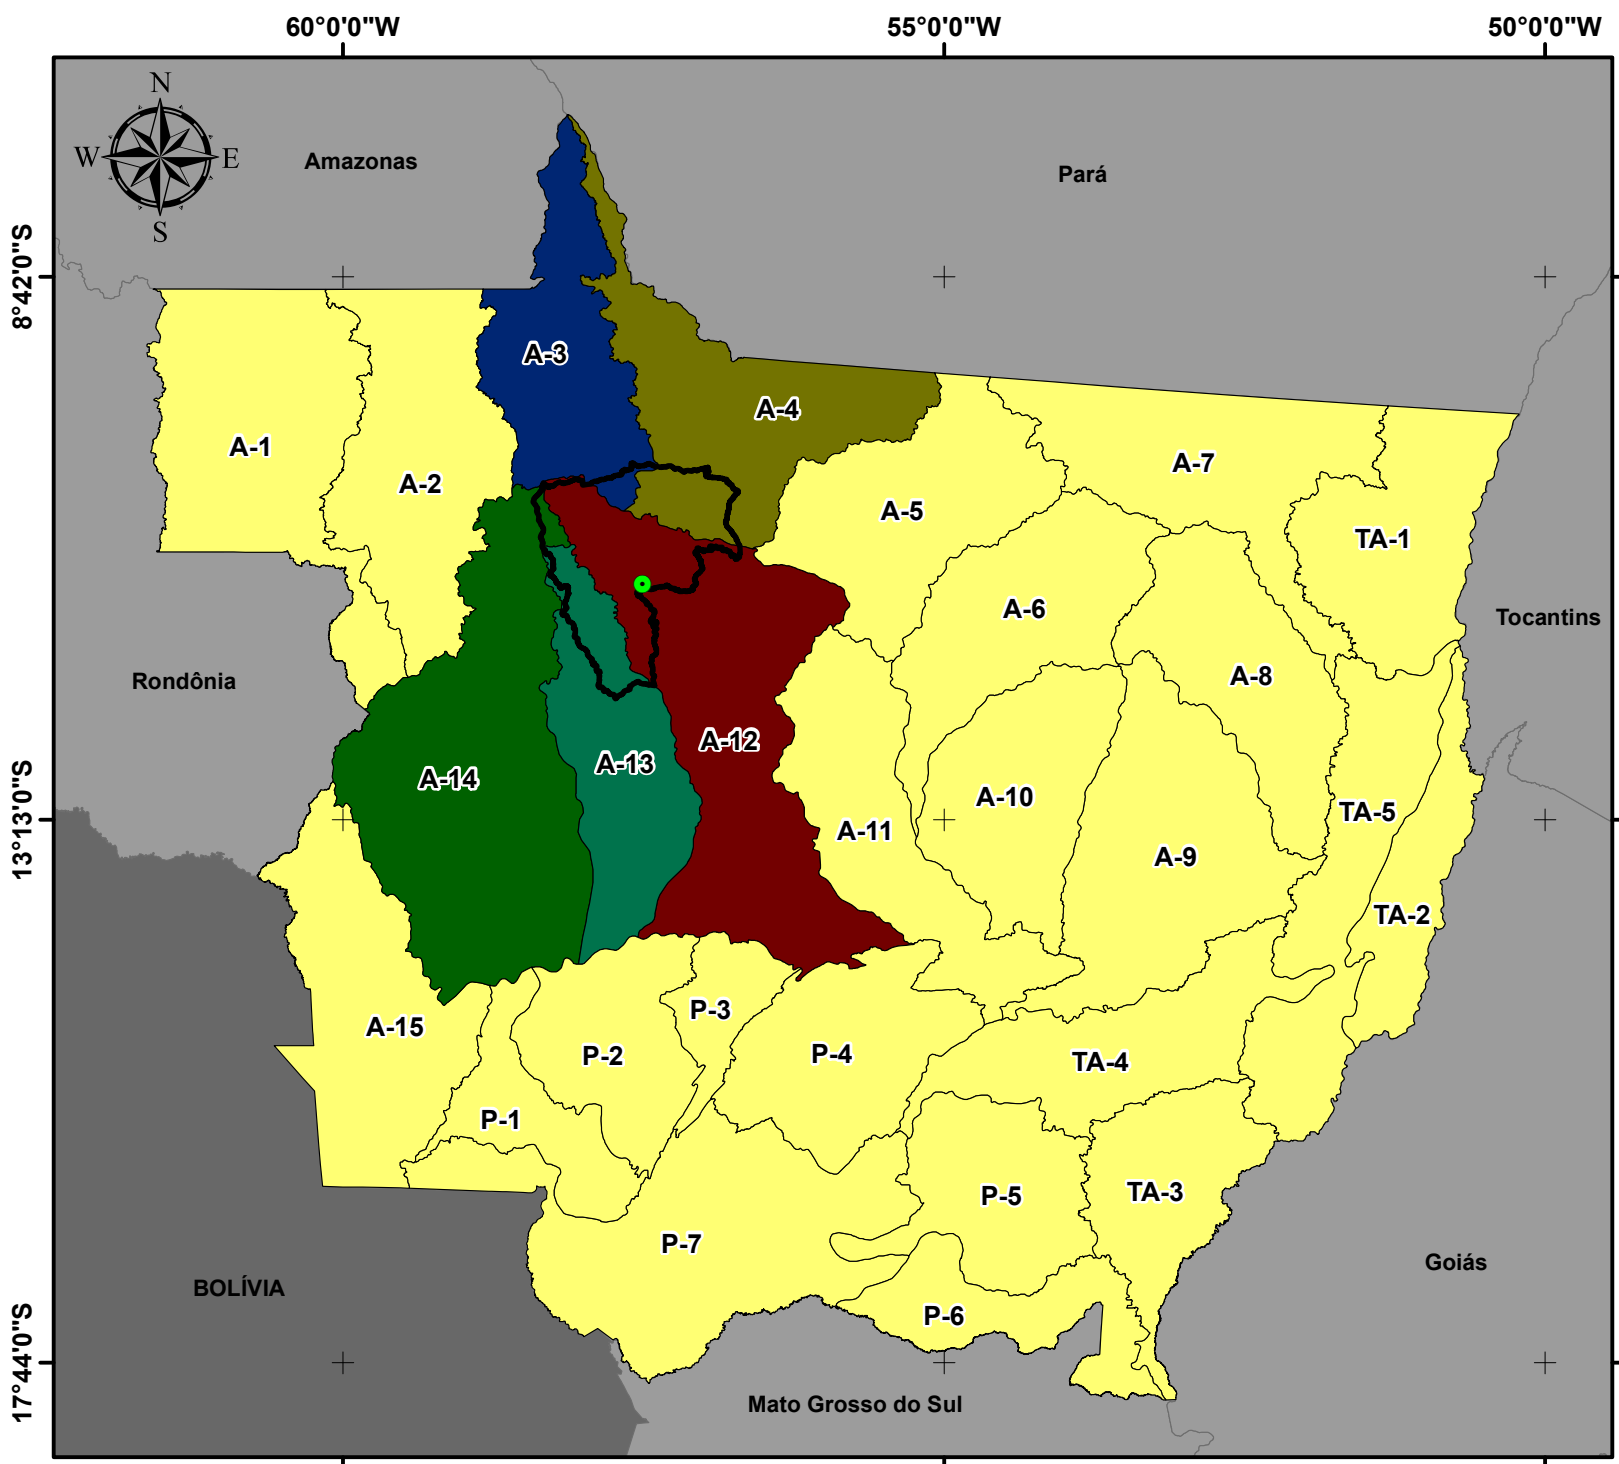 60°0'0"W
55°0'0"W
50°0'0"W
N
W
E
S
Amazonas
Pará
8°42'0"S
A-3
A-4
A-1
A-2
A-7
A-5
TA-1
A-6
Tocantins
Rondônia
A-8
A-12
A-13
A-14
A-10
13°13'0"S
TA-5
A-11
A-9
TA-2
P-3
A-15
P-2
P-4
TA-4
P-1
P-5
TA-3
P-7
Goiás
BOLÍVIA
P-6
17°44'0"S
Mato Grosso do Sul